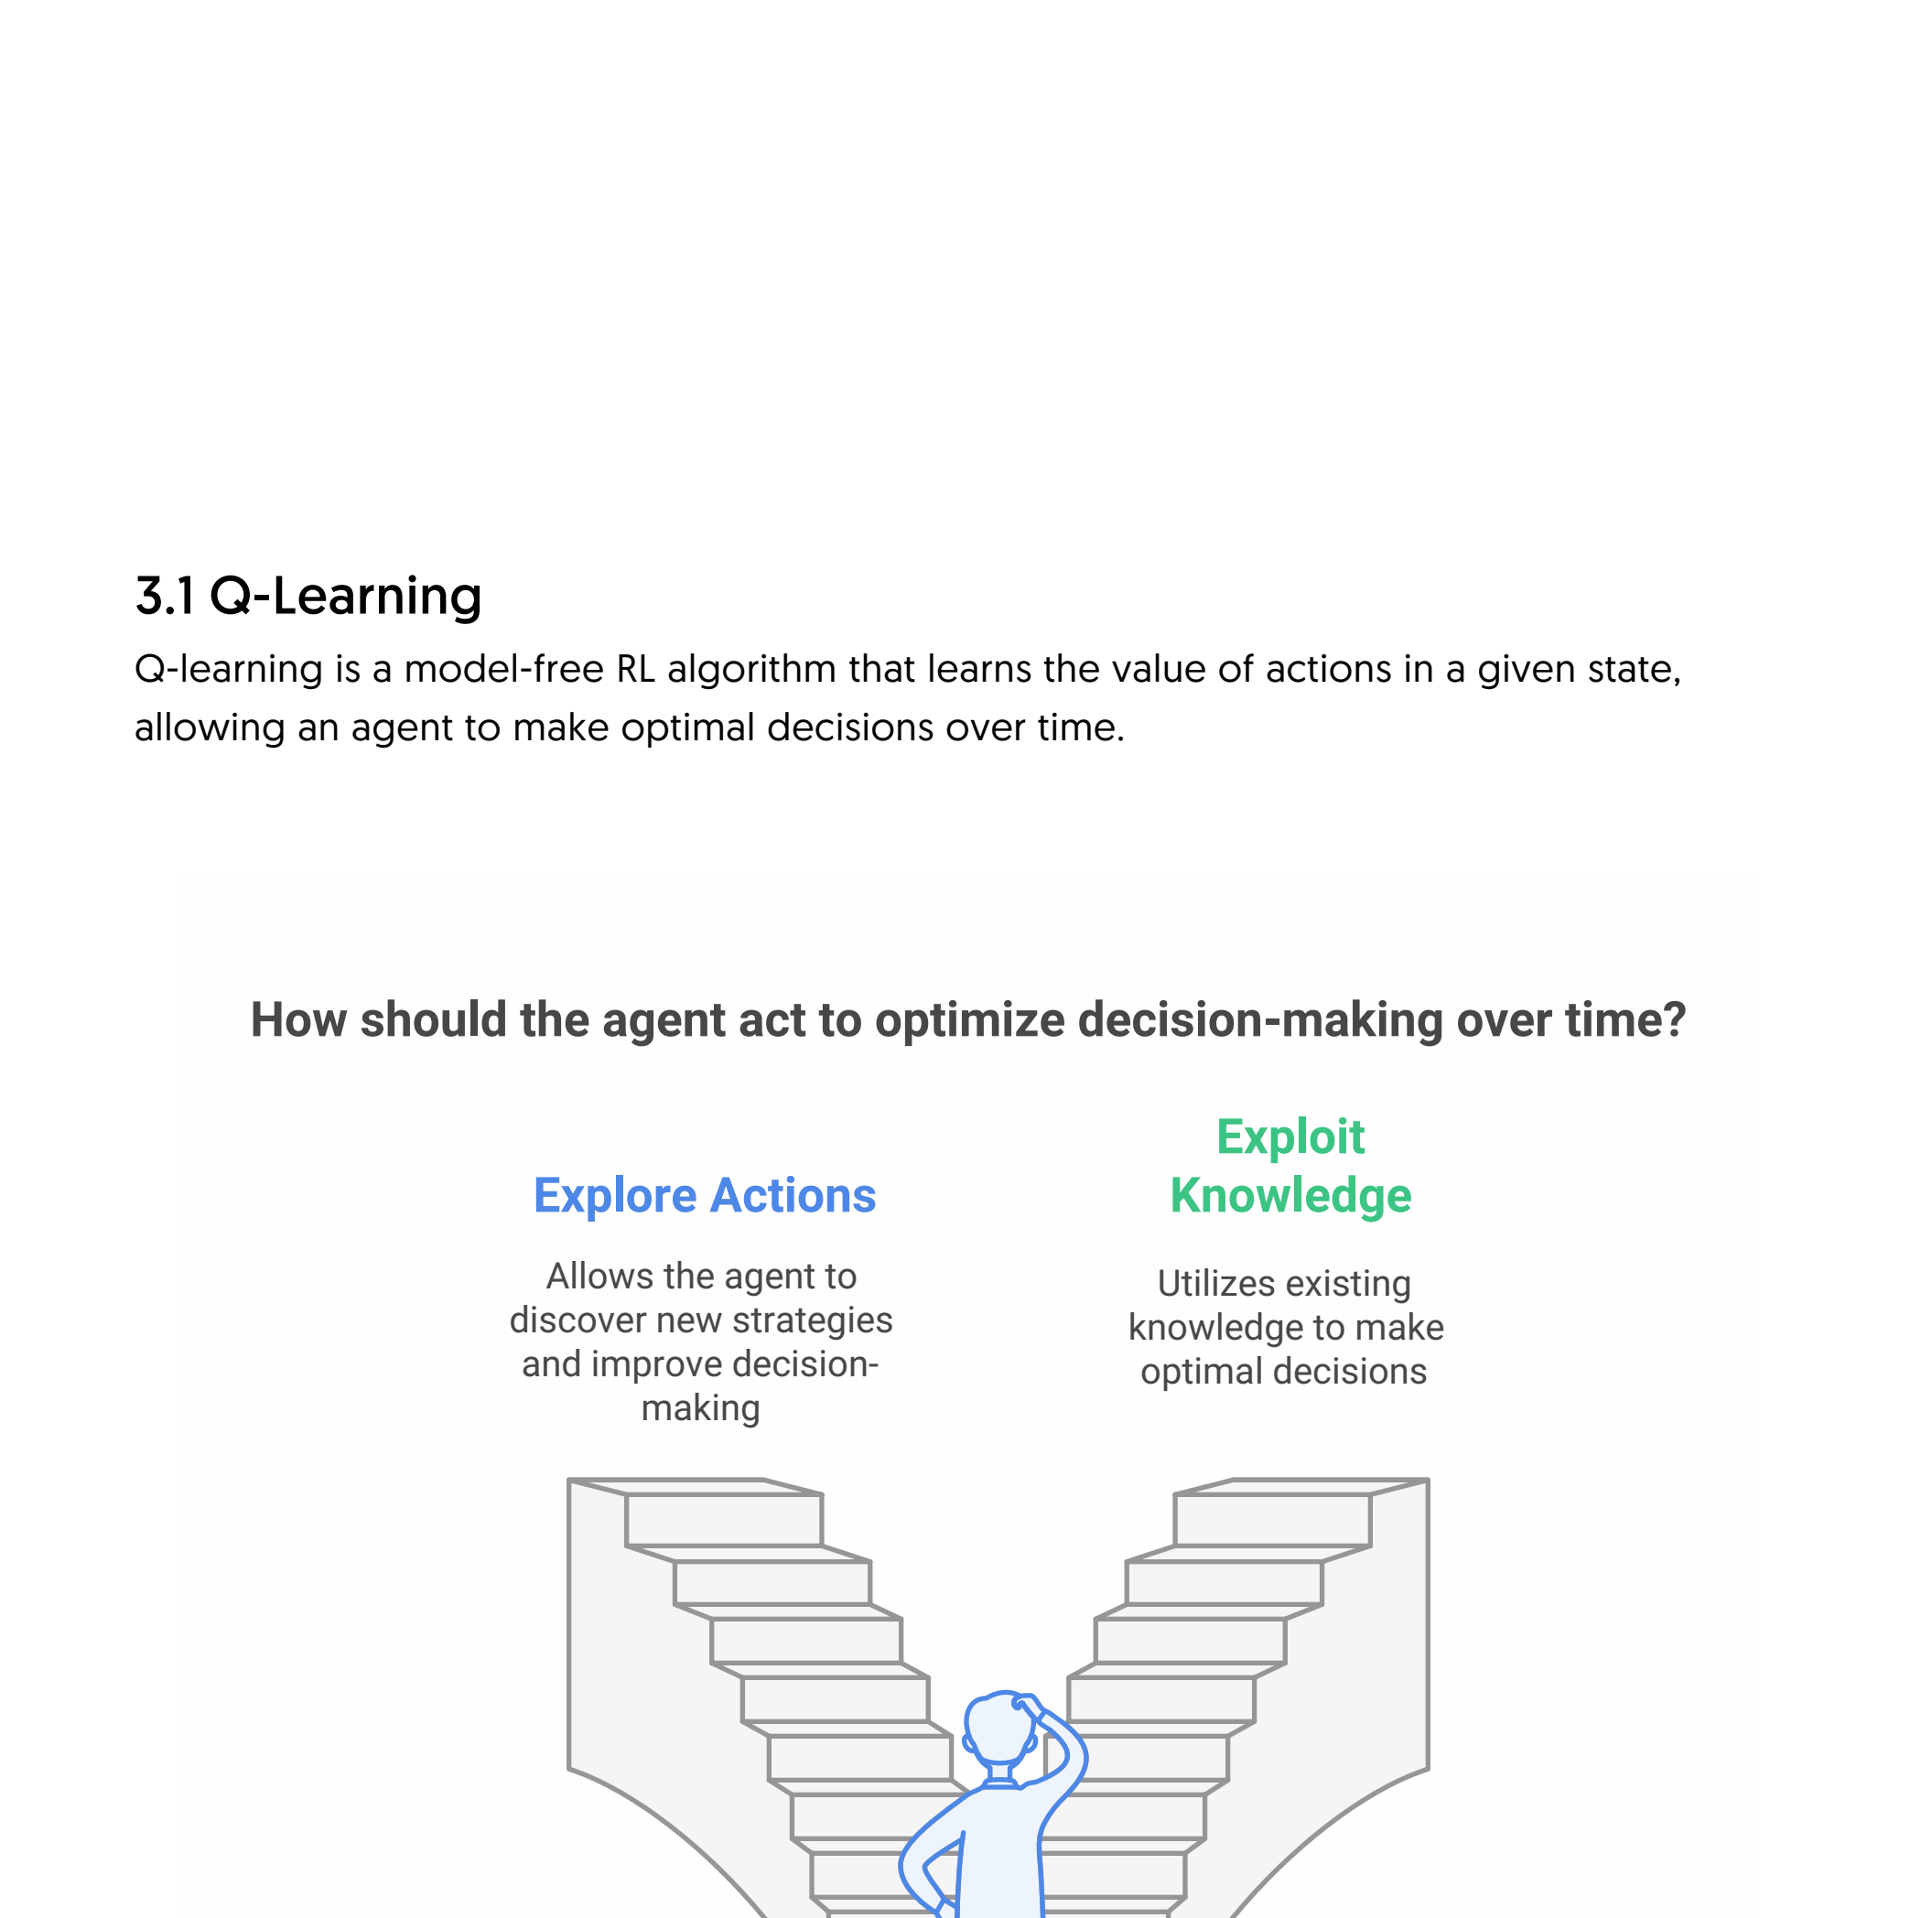 3.1 Q-Learning
Q-learning is a model-free RL algorithm that learns the value of actions in a given state,
allowing an agent to make optimal decisions over time.
How should the agent act to optimize decision-making over time?
Explore Actions
Allows the agent to
discover new strategies
and improve decision-
making
Exploit
Knowledge
Utilizes existing
knowledge to make
optimal decisions